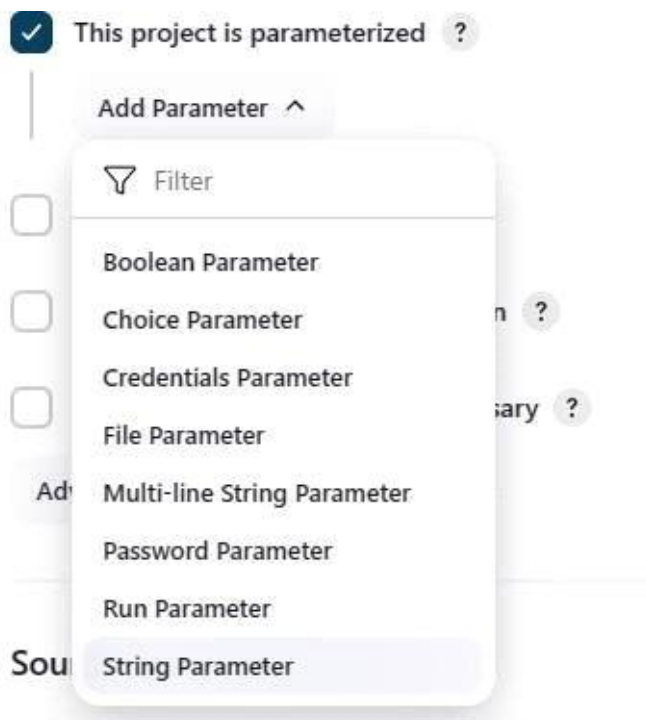 This project is parameterized ?
Add Parameter
Filter
Boolean Parameter
Choice Parameter
n ?
Credentials Parameter
sary ?
File Parameter
Multi-line String Parameter
Password Parameter
Run Parameter
String Parameter